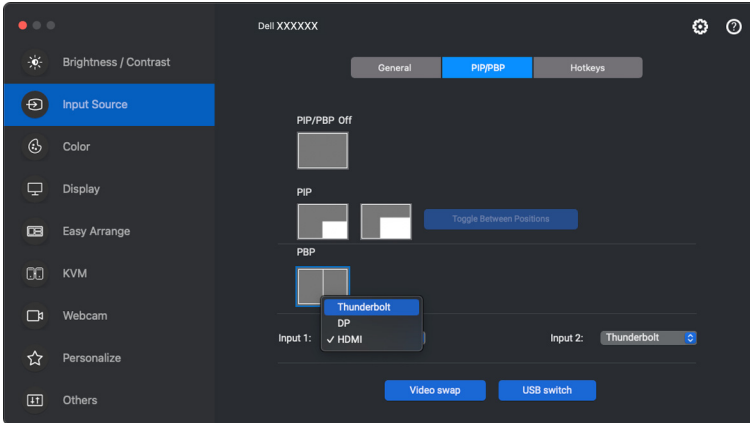 Dell XXXXXX
Brightness / Contrast
Input Source
Color
Display
Easy Arrange
KVM
Webcam
Personalize
Others
General
PIP/PBP
Hotkeys
PIP/PBP Off
PIP
Toggle Between Positions
PBP
Thunderbolt
DP
✓ HDMI
Input 1:
Input 2:
Thunderbolt
Video swap
USB switch